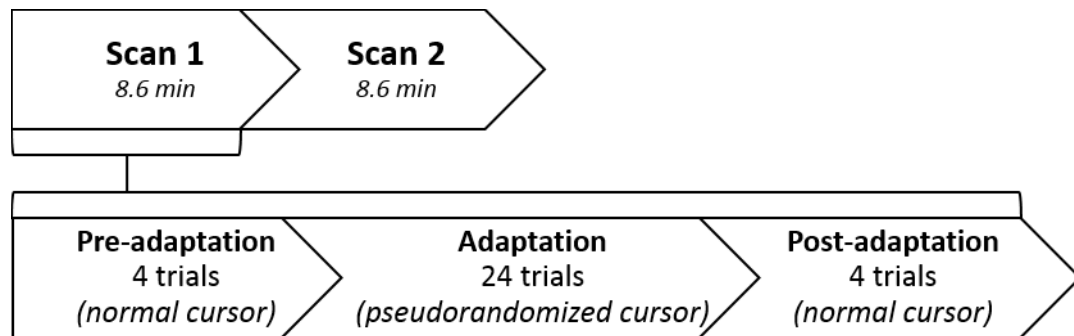 Scan 1
8.6 min
Scan 2
8.6 min
Pre-adaptation
4 trials
(normal cursor)
Adaptation
24 trials
(pseudorandomized cursor)
Post-adaptation
4 trials
(normal cursor)